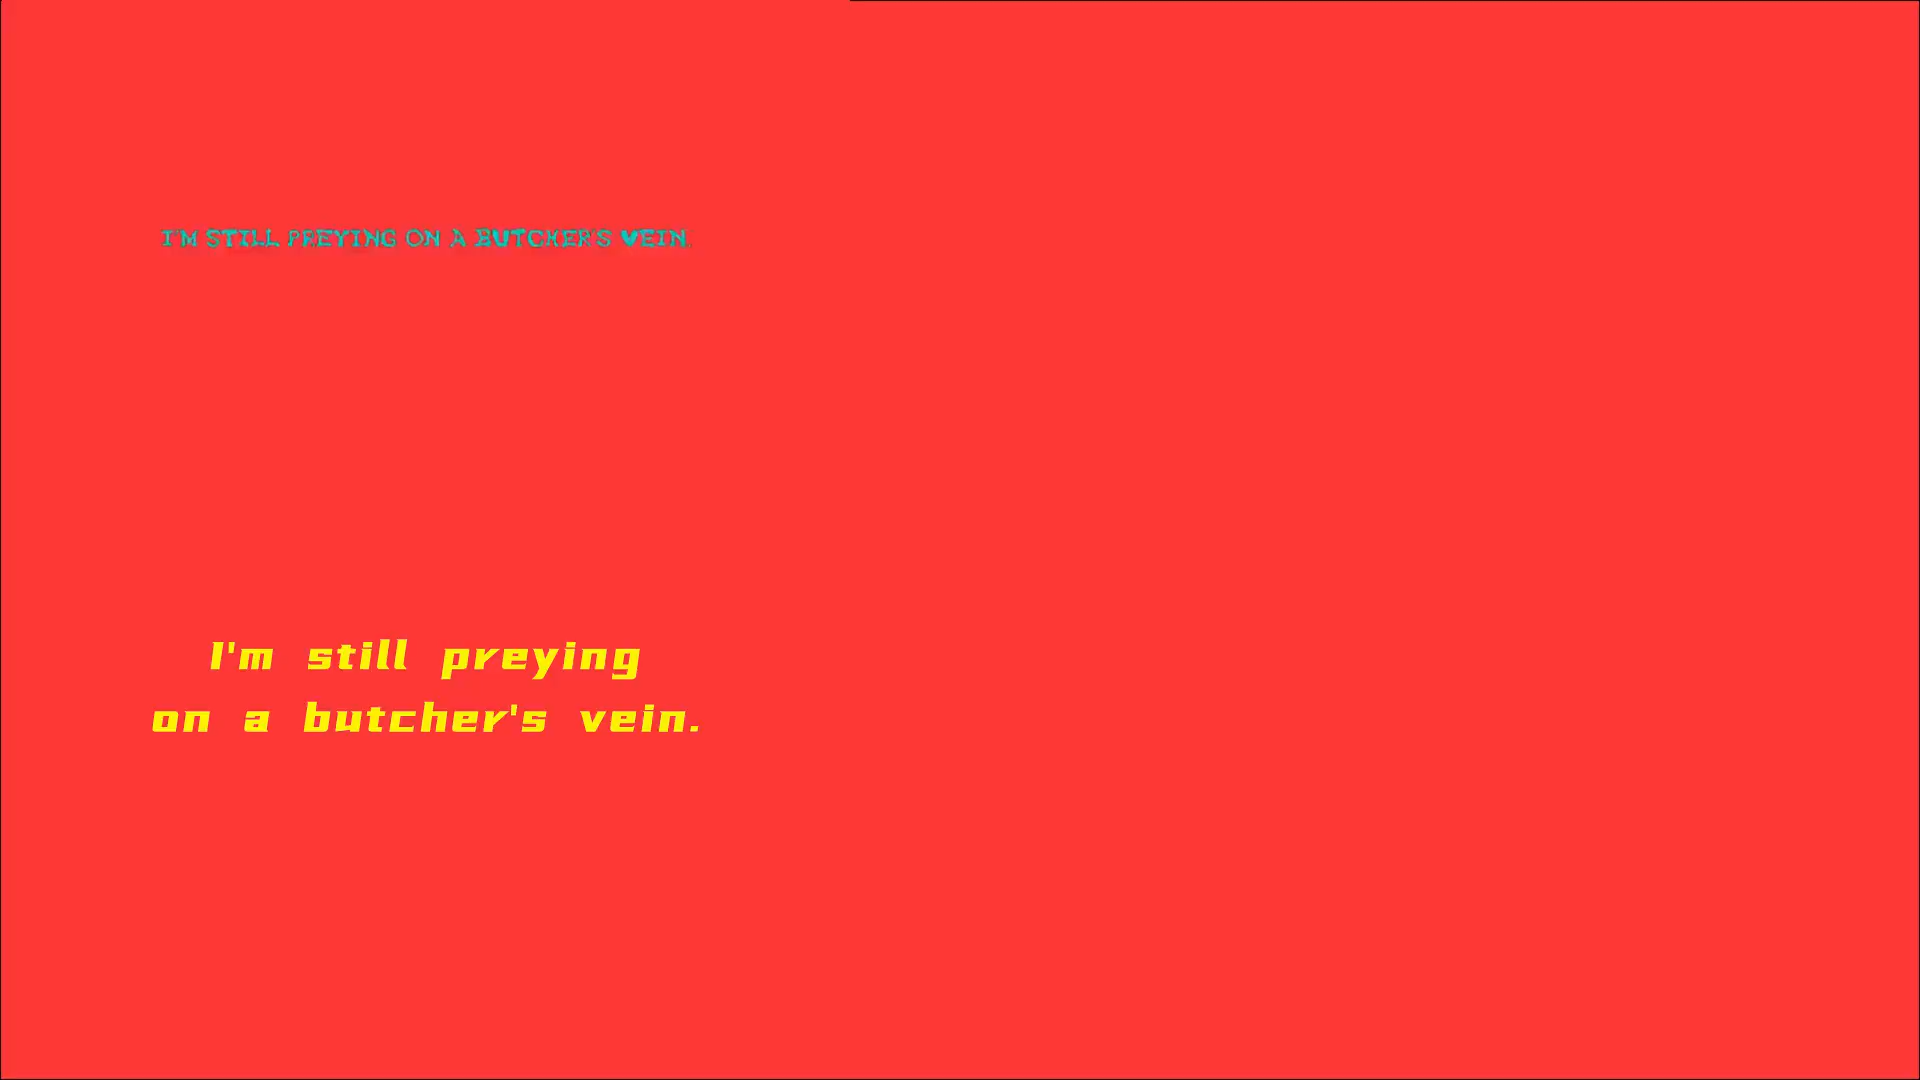 I'M STILL PREYING ON A BUTCHER'S VEIN.
I'm still preying
on a butcher's vein.